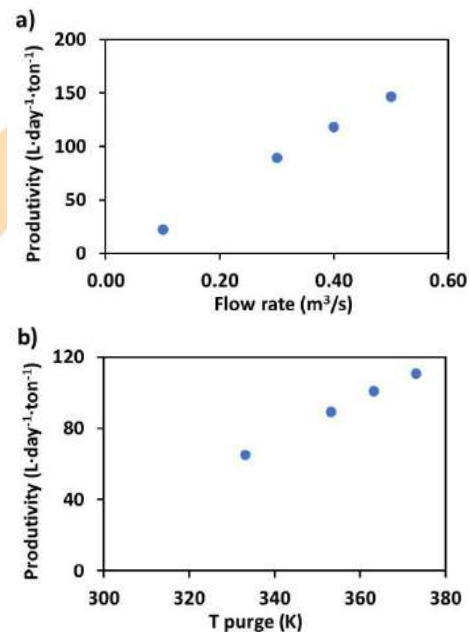 a)
200
150
100
50
0
Produtivity (L·day⁻¹·ton⁻¹)
0.00 0.20 0.40 0.60
Flow rate (m³/s)
b)
120
80
40
0
Produtivity (L·day⁻¹·ton⁻¹)
300 320 340 360 380
T purge (K)